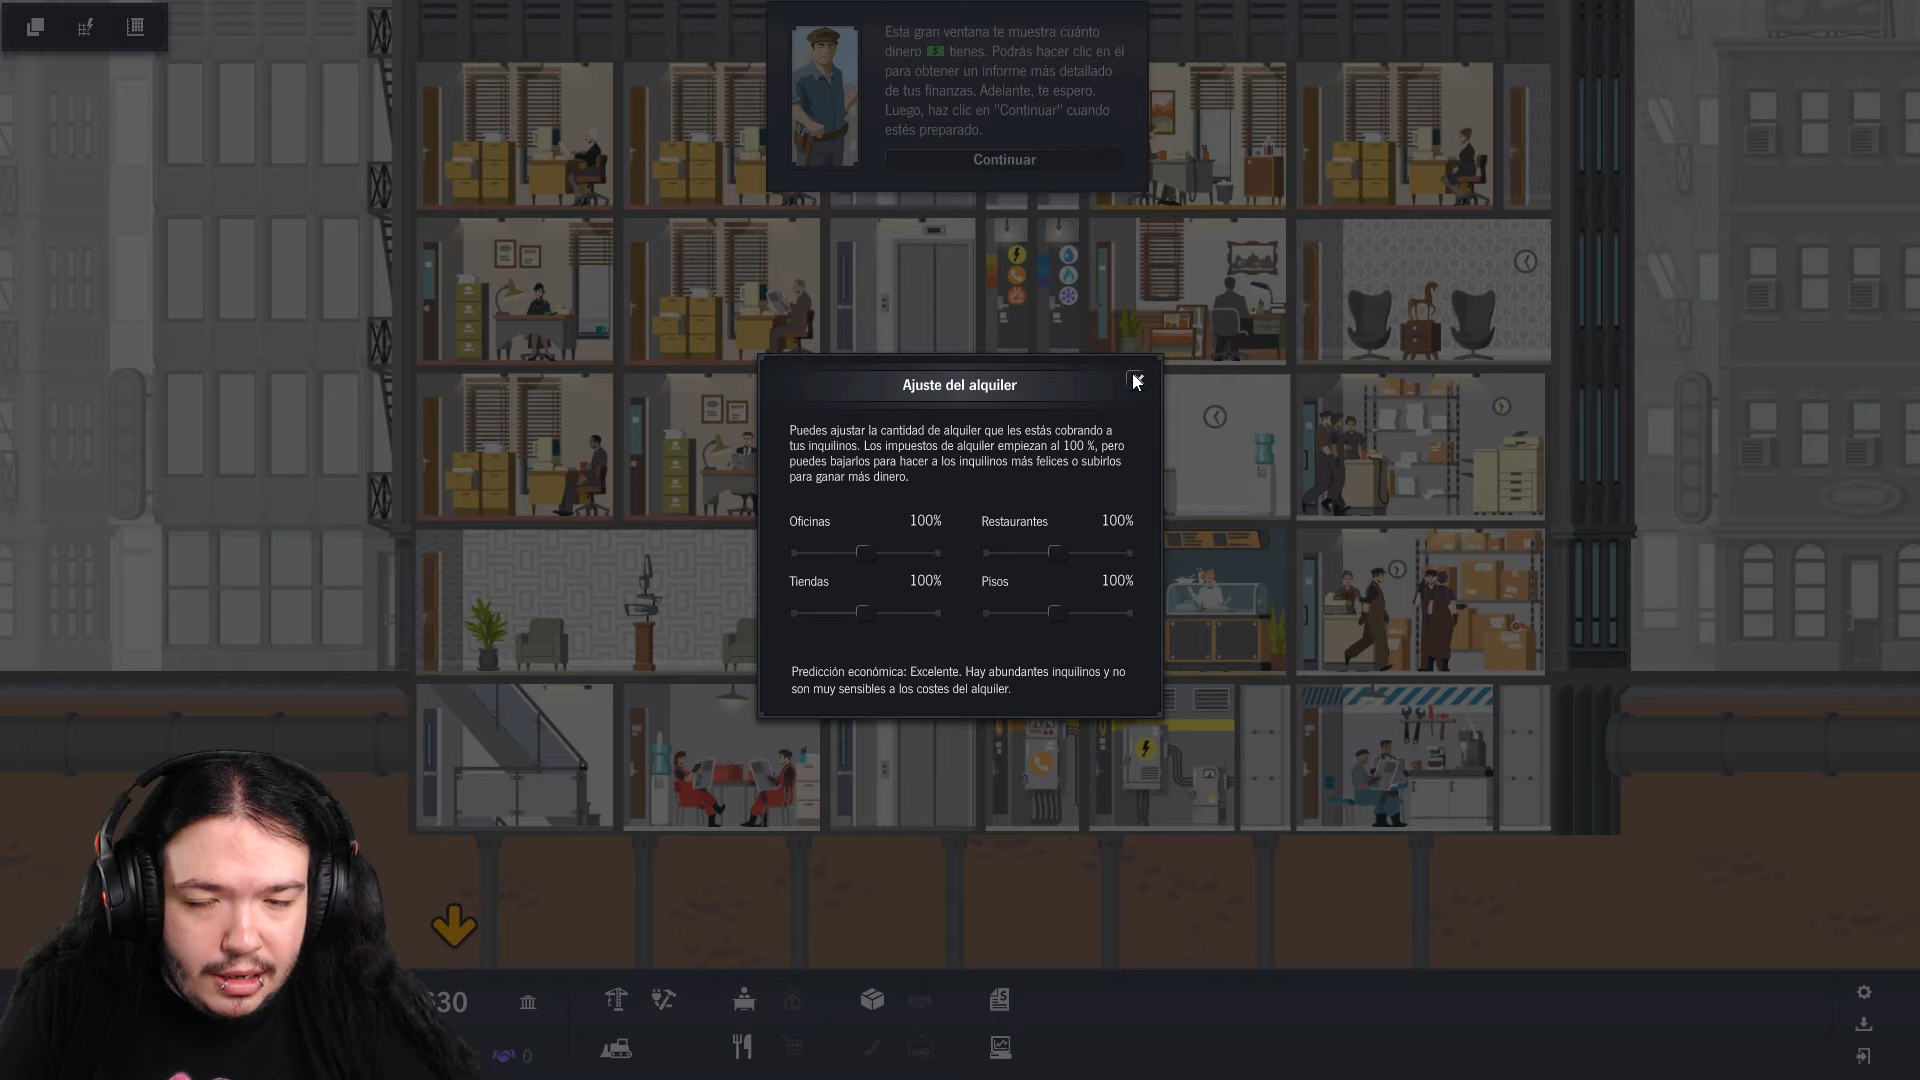 Esta gran ventana te muestra cuánto
dinero tienes. Podrás hacer clic en él
para obtener un informe más detallado
de tus finanzas. Adelante, te espero.
Luego, haz clic en "Continuar" cuando
estés preparado.
Continuar
Ajuste del alquiler
Puedes ajustar la cantidad de alquiler que les estás cobrando a
tus inquilinos. Los impuestos de alquiler empiezan al 100 %, pero
puedes bajarlos para hacer a los inquilinos más felices o subirlos
para ganar más dinero.
Oficinas 100%
Restaurantes 100%
Tiendas 100%
Pisos 100%
Predicción económica: Excelente. Hay abundantes inquilinos y no
son muy sensibles a los costes del alquiler.
0